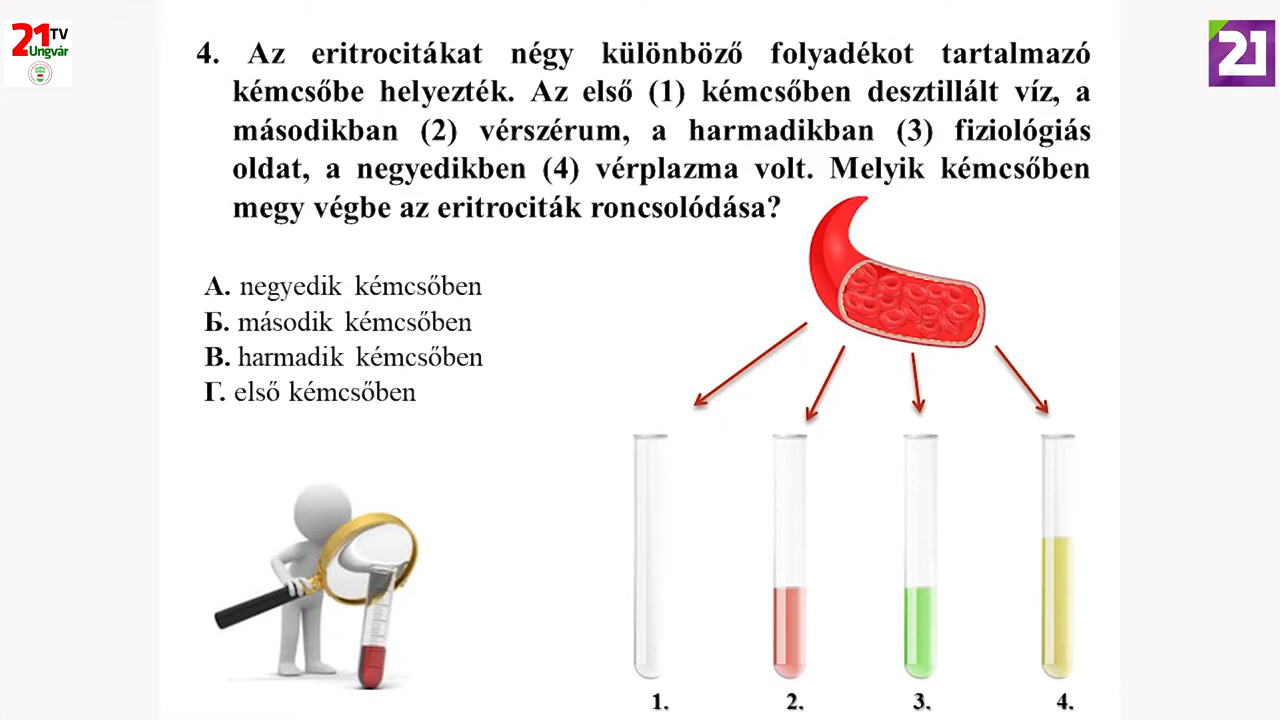 21 TV
Ungvár
21
4. Az eritrocitákat négy különböző folyadékot tartalmazó
kémcsőbe helyezték. Az első (1) kémcsőben desztillált víz, a
másodikban (2) vérszérum, a harmadikban (3) fiziológiás
oldat, a negyedikben (4) vérplazma volt. Melyik kémcsőben
megy végbe az eritrociták roncsolódása?
А. negyedik kémcsőben
Б. második kémcsőben
В. harmadik kémcsőben
Г. első kémcsőben
1. 2. 3. 4.